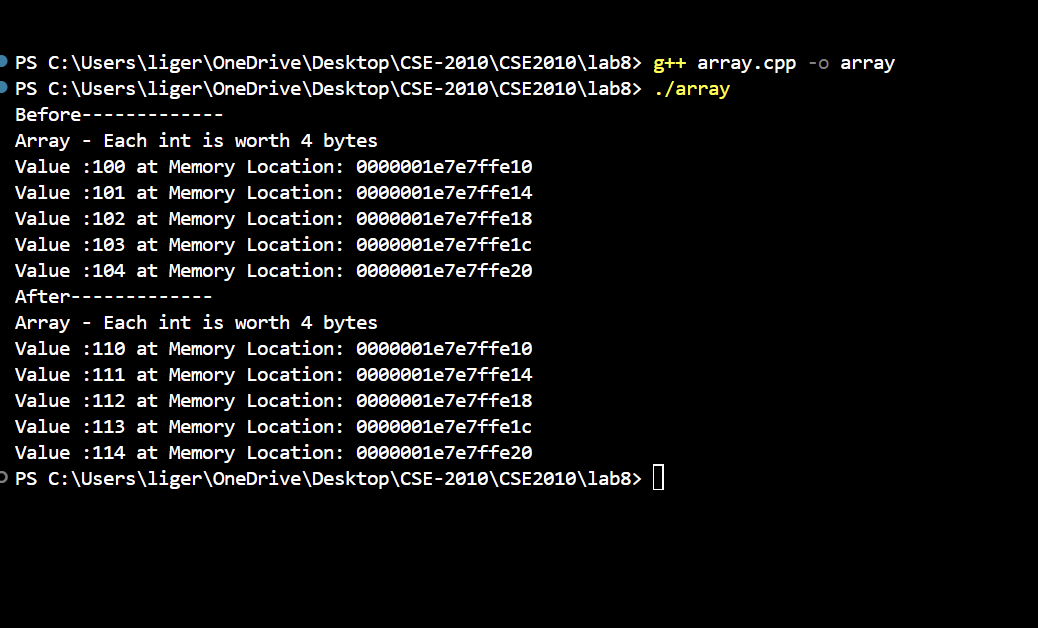 PS C:\Users\liger\OneDrive\Desktop\CSE-2010\CSE2010\lab8> g++ array.cpp -o array
PS C:\Users\liger\OneDrive\Desktop\CSE-2010\CSE2010\lab8> ./array
Before-------------
Array - Each int is worth 4 bytes
Value :100 at Memory Location: 0000001e7e7ffe10
Value :101 at Memory Location: 0000001e7e7ffe14
Value :102 at Memory Location: 0000001e7e7ffe18
Value :103 at Memory Location: 0000001e7e7ffe1c
Value :104 at Memory Location: 0000001e7e7ffe20
After-------------
Array - Each int is worth 4 bytes
Value :110 at Memory Location: 0000001e7e7ffe10
Value :111 at Memory Location: 0000001e7e7ffe14
Value :112 at Memory Location: 0000001e7e7ffe18
Value :113 at Memory Location: 0000001e7e7ffe1c
Value :114 at Memory Location: 0000001e7e7ffe20
PS C:\Users\liger\OneDrive\Desktop\CSE-2010\CSE2010\lab8>